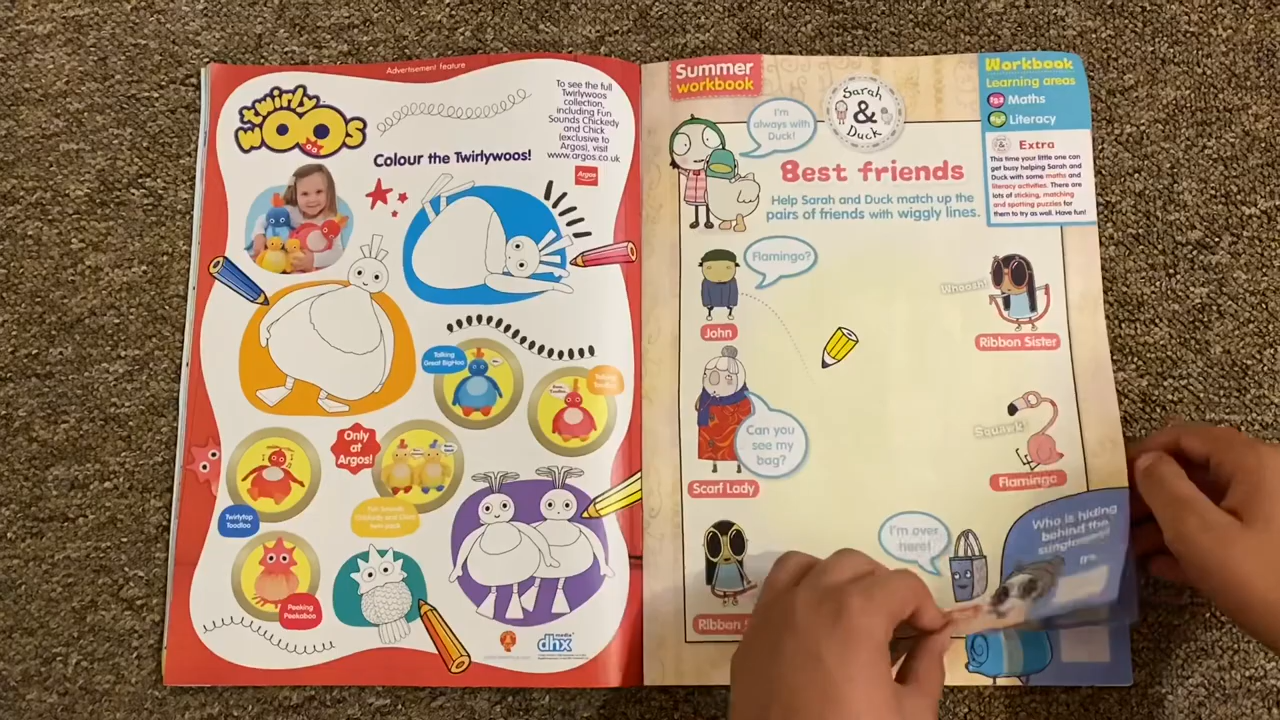 Advertisement feature
twirly
woos
Colour the Twirlywoos!
To see the full
Twirlywoos
collection,
including Fun
Sounds Chickedy
and Chick
(exclusive to
Argos), visit
www.argos.co.uk
Argos
Talking
Great BigHoo
Only
at
Argos!
Twirlytop
Toodloo
Peeking
Peekaboo
media
dhx
Summer
workbook
I'm
always with
Duck!
Sarah
&
Duck
Best friends
Help Sarah and Duck match up the
pairs of friends with wiggly lines.
Workbook
Learning areas
Maths
Literacy
Extra
This time your little one can
get busy helping Sarah and
Duck with some maths and
literacy activities. There are
lots of sticking, matching
and spotting puzzles for
them to try as well. Have fun!
Flamingo?
John
Whoosh!
Ribbon Sister
Can you
see my
bag?
Scarf Lady
Squawk!
Flamingo
Ribbon
I'm over
here!
Who is hiding
behind the
sunglasses?
It's